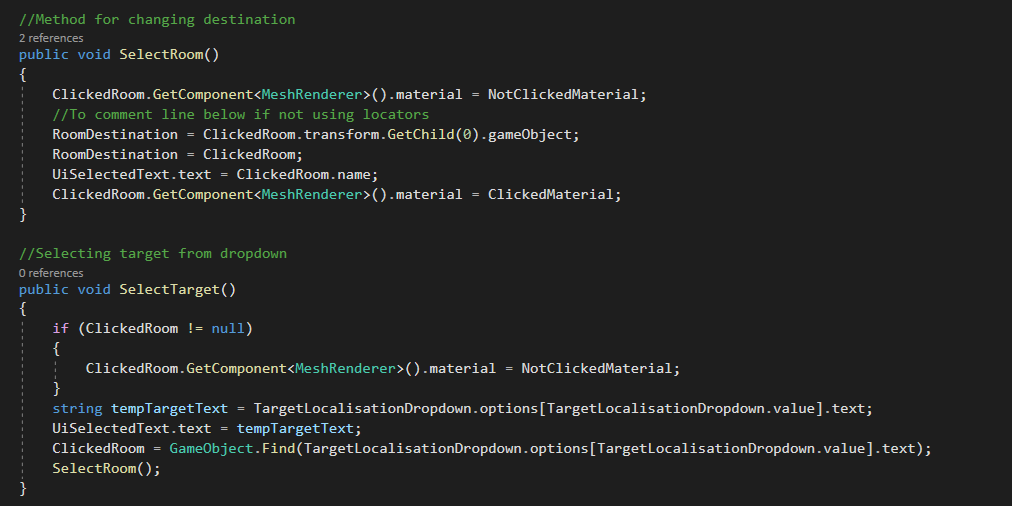 //Method for changing destination
2 references
public void SelectRoom()
{
ClickedRoom.GetComponent<MeshRenderer>().material = NotClickedMaterial;
//To comment line below if not using locators
RoomDestination = ClickedRoom.transform.GetChild(0).gameObject;
RoomDestination = ClickedRoom;
UiSelectedText.text = ClickedRoom.name;
ClickedRoom.GetComponent<MeshRenderer>().material = ClickedMaterial;
}
//Selecting target from dropdown
0 references
public void SelectTarget()
{
if (ClickedRoom != null)
{
ClickedRoom.GetComponent<MeshRenderer>().material = NotClickedMaterial;
}
string tempTargetText = TargetLocalisationDropdown.options[TargetLocalisationDropdown.value].text;
UiSelectedText.text = tempTargetText;
ClickedRoom = GameObject.Find(TargetLocalisationDropdown.options[TargetLocalisationDropdown.value].text);
SelectRoom();
}